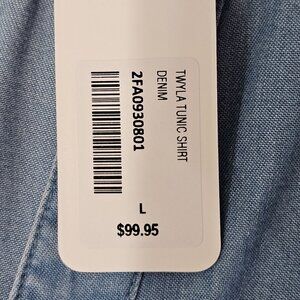 TWYLA TUNIC SHIRT
DENIM
2FA0930801
L
$99.95